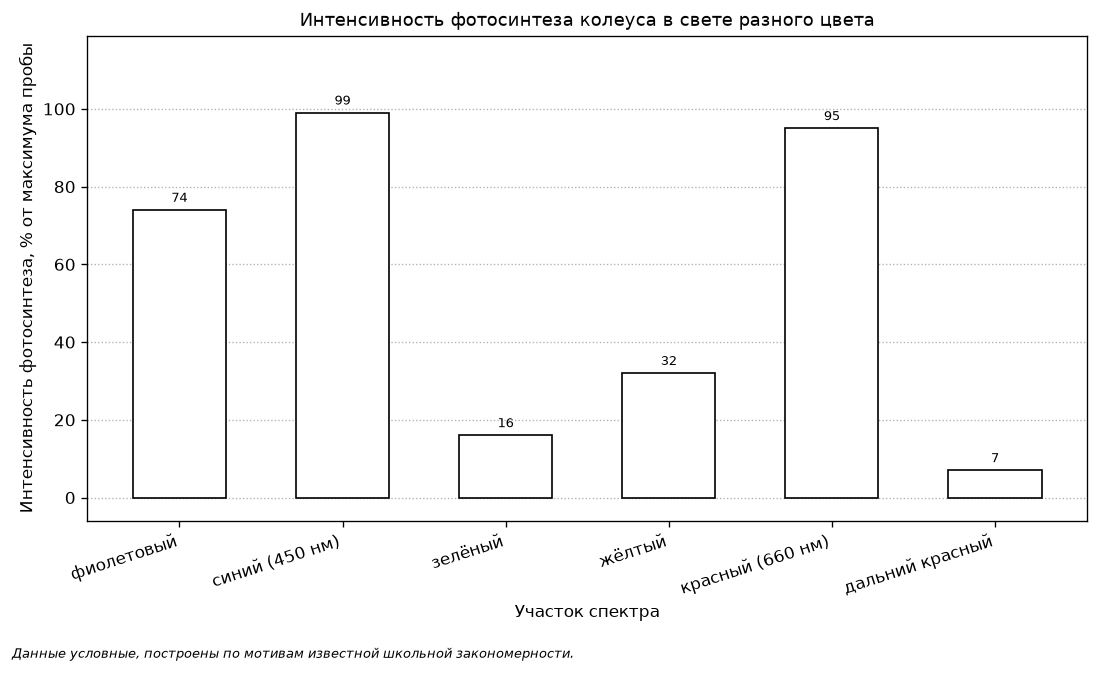 Интенсивность фотосинтеза колеуса в свете разного цвета
Интенсивность фотосинтеза, % от максимума пробы
100
80
60
40
20
0
74
99
16
32
95
7
фиолетовый
синий (450 нм)
зелёный
жёлтый
красный (660 нм)
дальний красный
Участок спектра
Данные условные, построены по мотивам известной школьной закономерности.